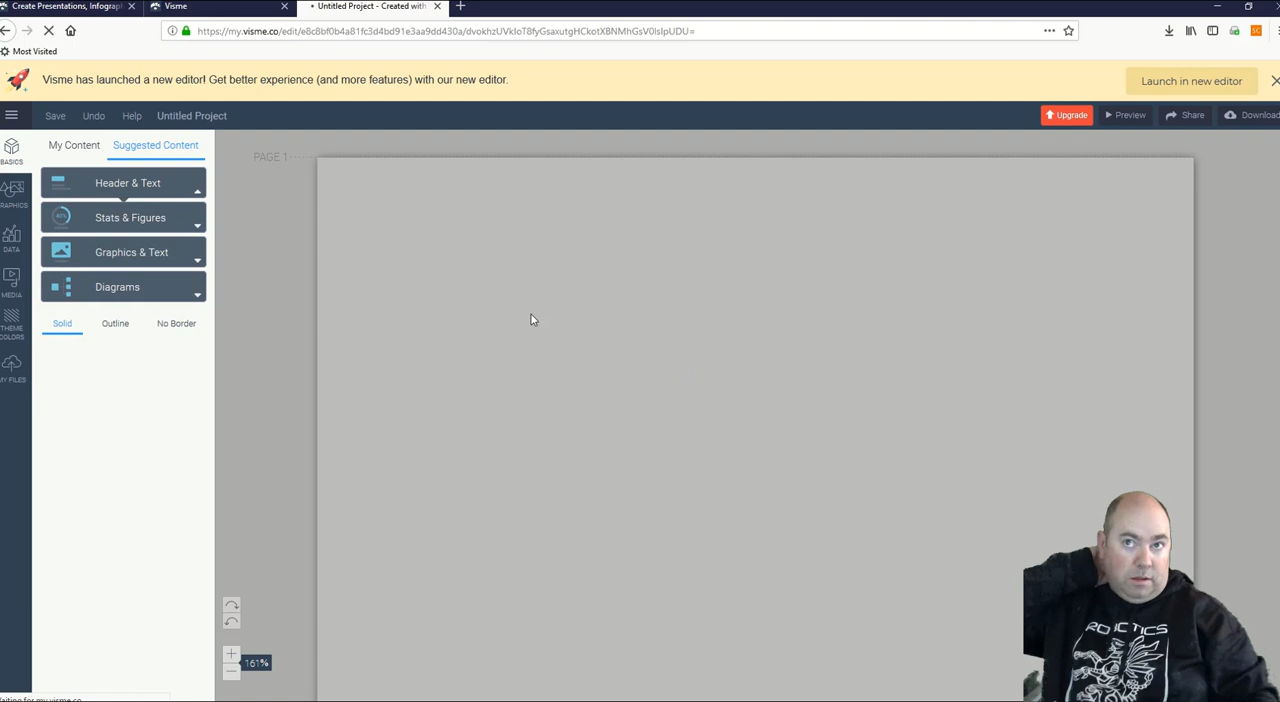 Create Presentations, Infograph
Visme
Untitled Project - Created with
https://my.visme.co/edit/e8c8bf0b4a81fc3d4bd91e3aa9dd430a/dvokhzUVkIoT8fyGsaxutgHCkotXBNMhGsV0lsIpUDU=
Most Visited
SC
Visme has launched a new editor! Get better experience (and more features) with our new editor.
Launch in new editor
Save
Undo
Help
Untitled Project
Upgrade
Preview
Share
Download
BASICS
GRAPHICS
DATA
MEDIA
THEME
COLORS
MY FILES
My Content
Suggested Content
Header & Text
40%
Stats & Figures
Graphics & Text
Diagrams
Solid
Outline
No Border
PAGE 1
161%